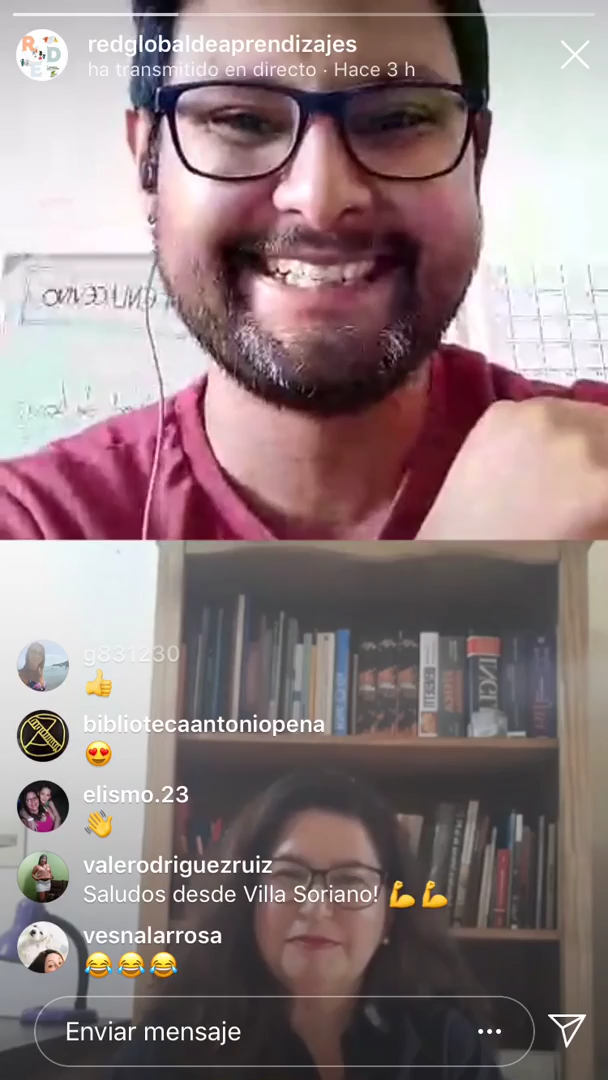 redglobaldeaprendizajes
ha transmitido en directo · Hace 3 h
g831230
👍
bibliotecaantoniopena
😍
elismo.23
👋
valerodriguezruiz
Saludos desde Villa Soriano! 💪💪
vesnalarrosa
😂😂😂
Enviar mensaje